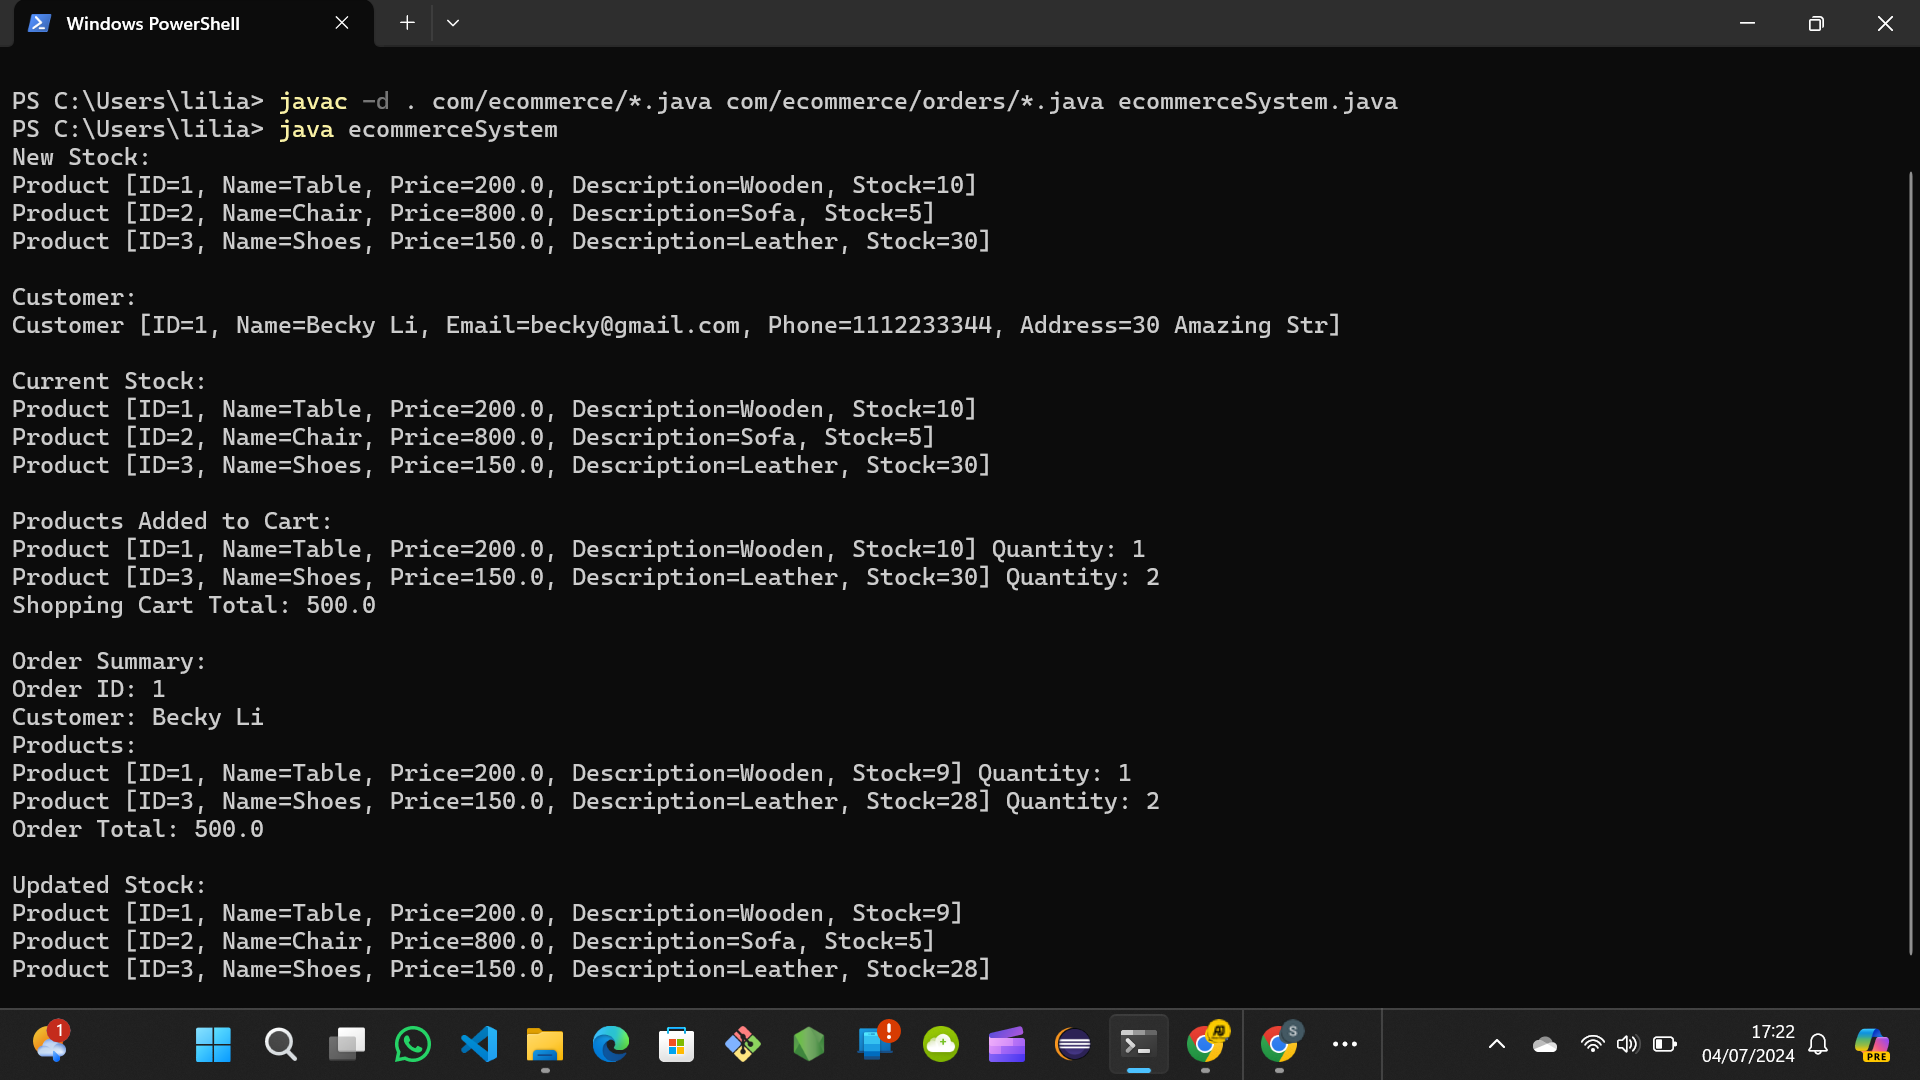 Windows PowerShell
PS C:\Users\lilia> javac -d . com/ecommerce/*.java com/ecommerce/orders/*.java ecommerceSystem.java
PS C:\Users\lilia> java ecommerceSystem
New Stock:
Product [ID=1, Name=Table, Price=200.0, Description=Wooden, Stock=10]
Product [ID=2, Name=Chair, Price=800.0, Description=Sofa, Stock=5]
Product [ID=3, Name=Shoes, Price=150.0, Description=Leather, Stock=30]
Customer:
Customer [ID=1, Name=Becky Li, Email=becky@gmail.com, Phone=1112233344, Address=30 Amazing Str]
Current Stock:
Product [ID=1, Name=Table, Price=200.0, Description=Wooden, Stock=10]
Product [ID=2, Name=Chair, Price=800.0, Description=Sofa, Stock=5]
Product [ID=3, Name=Shoes, Price=150.0, Description=Leather, Stock=30]
Products Added to Cart:
Product [ID=1, Name=Table, Price=200.0, Description=Wooden, Stock=10] Quantity: 1
Product [ID=3, Name=Shoes, Price=150.0, Description=Leather, Stock=30] Quantity: 2
Shopping Cart Total: 500.0
Order Summary:
Order ID: 1
Customer: Becky Li
Products:
Product [ID=1, Name=Table, Price=200.0, Description=Wooden, Stock=9] Quantity: 1
Product [ID=3, Name=Shoes, Price=150.0, Description=Leather, Stock=28] Quantity: 2
Order Total: 500.0
Updated Stock:
Product [ID=1, Name=Table, Price=200.0, Description=Wooden, Stock=9]
Product [ID=2, Name=Chair, Price=800.0, Description=Sofa, Stock=5]
Product [ID=3, Name=Shoes, Price=150.0, Description=Leather, Stock=28]
1
S
17:22
04/07/2024
PRE